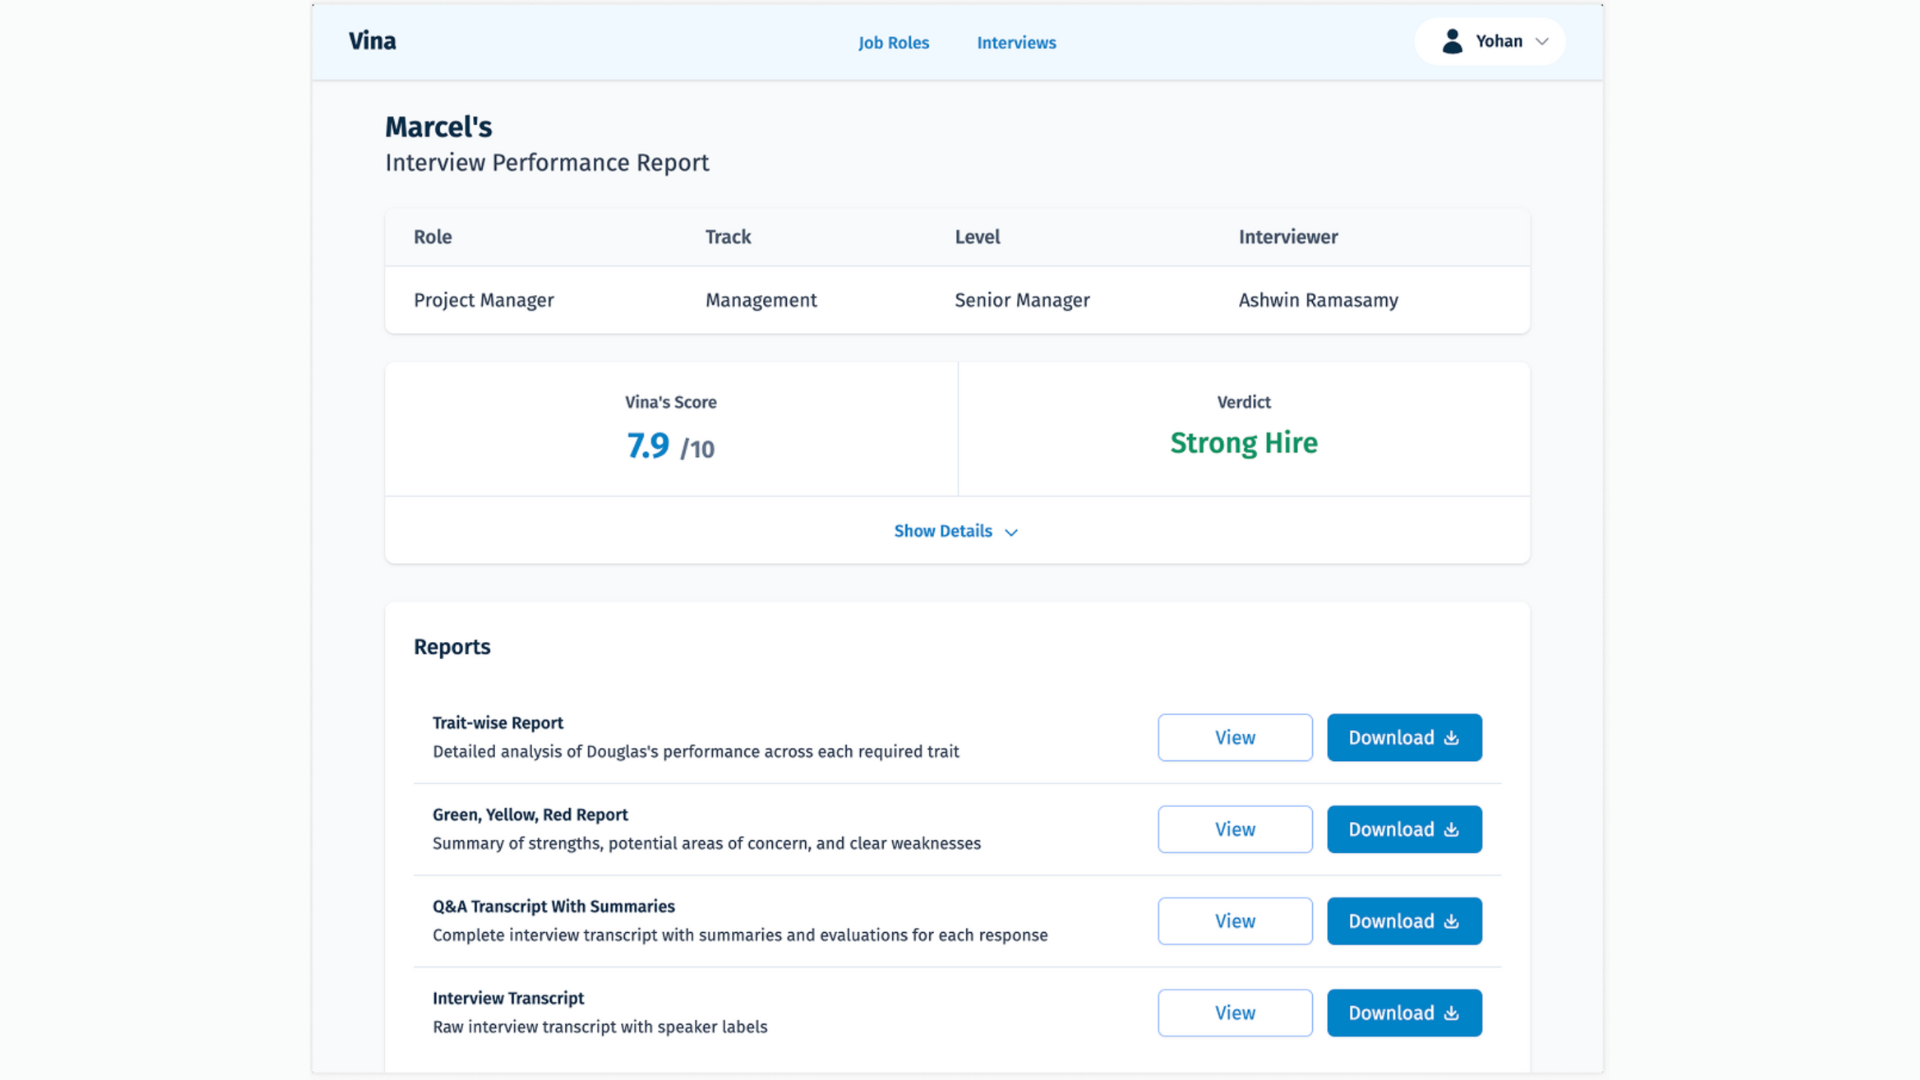 Vina
Job Roles Interviews
Yohan
Marcel's
Interview Performance Report
Role Track Level Interviewer
Project Manager Management Senior Manager Ashwin Ramasamy
Vina's Score Verdict
7.9 /10 Strong Hire
Show Details
Reports
Trait-wise Report
Detailed analysis of Douglas's performance across each required trait
View Download
Green, Yellow, Red Report
Summary of strengths, potential areas of concern, and clear weaknesses
View Download
Q&A Transcript With Summaries
Complete interview transcript with summaries and evaluations for each response
View Download
Interview Transcript
Raw interview transcript with speaker labels
View Download